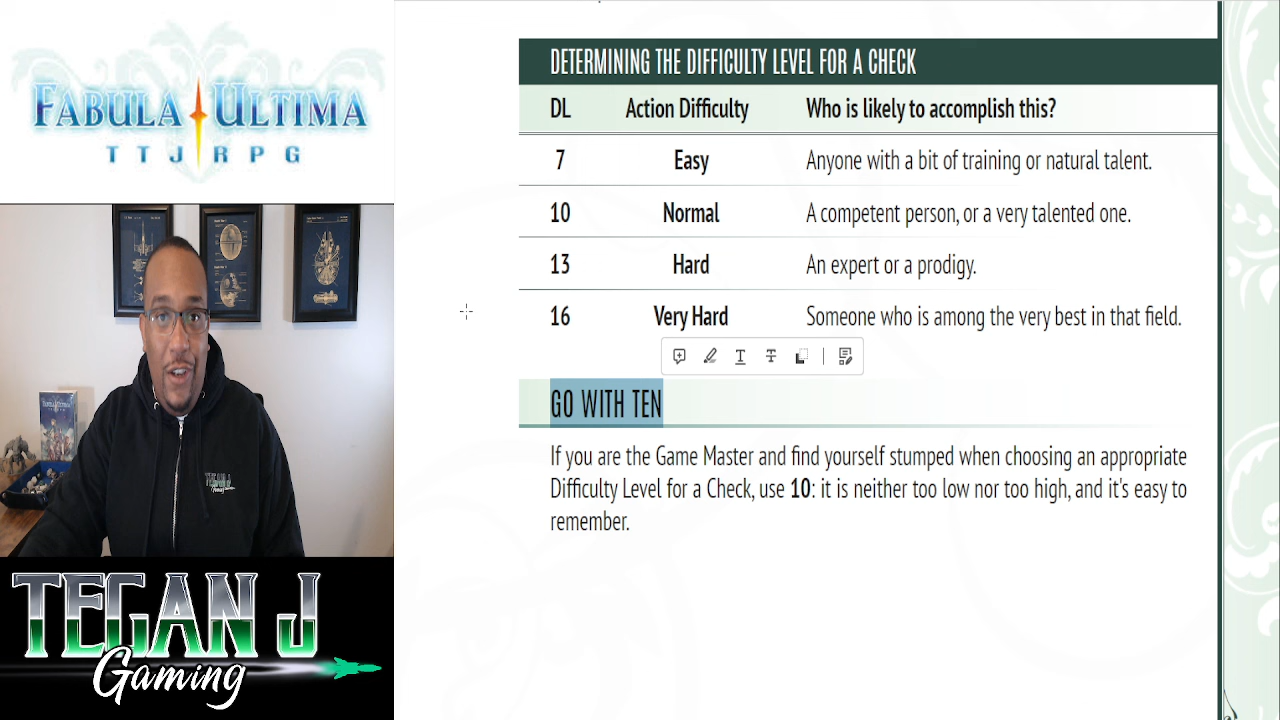 FABULA ULTIMA
TTJRPG
TEGAN J
Gaming
DETERMINING THE DIFFICULTY LEVEL FOR A CHECK
DL Action Difficulty Who is likely to accomplish this?
7 Easy Anyone with a bit of training or natural talent.
10 Normal A competent person, or a very talented one.
13 Hard An expert or a prodigy.
16 Very Hard Someone who is among the very best in that field.
GO WITH TEN
If you are the Game Master and find yourself stumped when choosing an appropriate
Difficulty Level for a Check, use 10: it is neither too low nor too high, and it's easy to
remember.